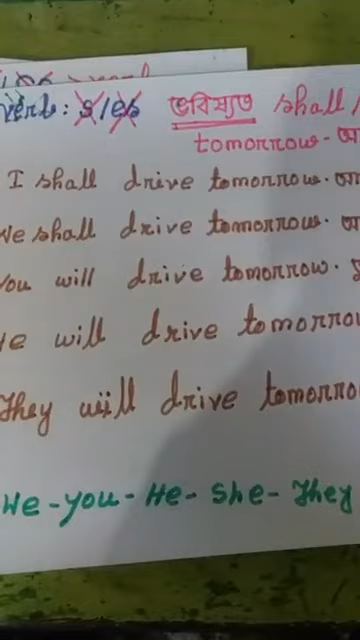 verb: s/es ভবিষ্যত shall /
tomorrow-
I shall drive tomorrow.
We shall drive tomorrow.
You will drive tomorrow.
He will drive tomorrow
They will drive tomorrow
We-you-He-She-They